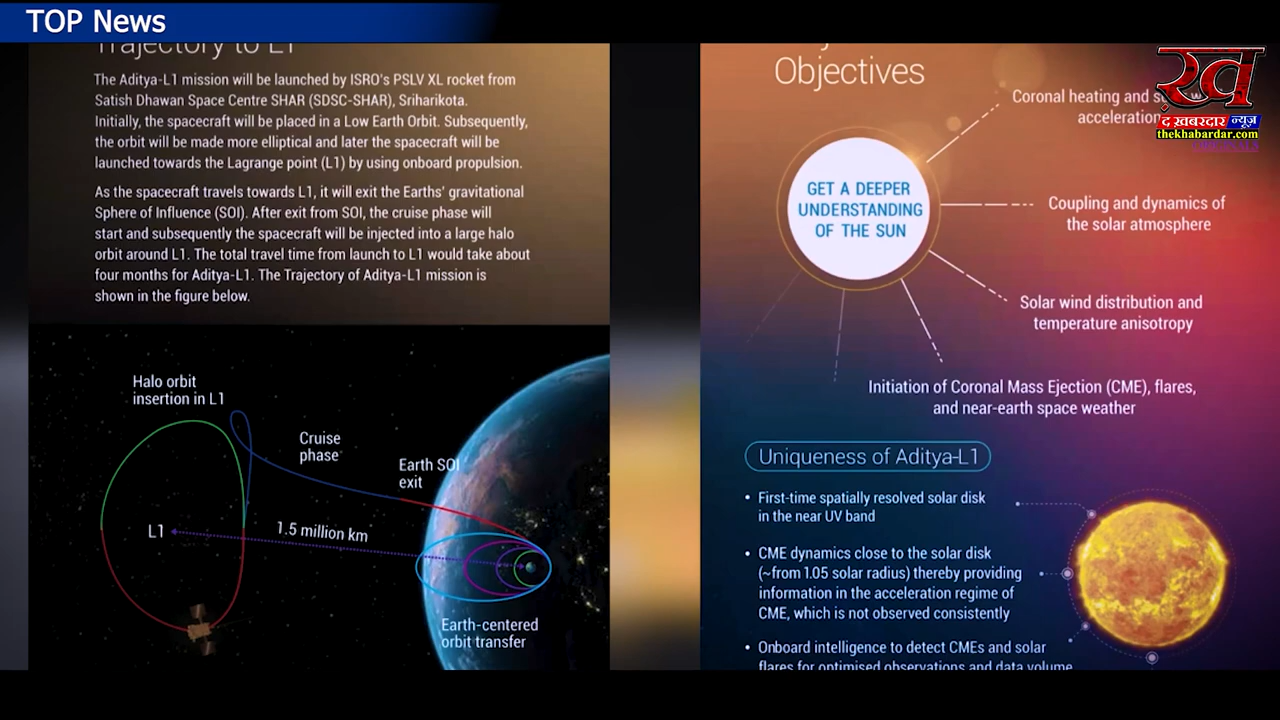 TOP News
Trajectory to L1
The Aditya-L1 mission will be launched by ISRO's PSLV XL rocket from
Satish Dhawan Space Centre SHAR (SDSC-SHAR), Sriharikota.
Initially, the spacecraft will be placed in a Low Earth Orbit. Subsequently,
the orbit will be made more elliptical and later the spacecraft will be
launched towards the Lagrange point (L1) by using onboard propulsion.
As the spacecraft travels towards L1, it will exit the Earths' gravitational
Sphere of Influence (SOI). After exit from SOI, the cruise phase will
start and subsequently the spacecraft will be injected into a large halo
orbit around L1. The total travel time from launch to L1 would take about
four months for Aditya-L1. The Trajectory of Aditya-L1 mission is
shown in the figure below.
Halo orbit
insertion in L1
Cruise
phase
Earth SOI
exit
L1
1.5 million km
Earth-centered
orbit transfer
Objectives
Coronal heating and
acceleration
GET A DEEPER
UNDERSTANDING
OF THE SUN
Coupling and dynamics of
the solar atmosphere
Solar wind distribution and
temperature anisotropy
Initiation of Coronal Mass Ejection (CME), flares,
and near-earth space weather
Uniqueness of Aditya-L1
• First-time spatially resolved solar disk
in the near UV band
• CME dynamics close to the solar disk
(~from 1.05 solar radius) thereby providing
information in the acceleration regime of
CME, which is not observed consistently
• Onboard intelligence to detect CMEs and solar
flares for optimised observations and data volume
ख़
द ख़बरदार न्यूज़
thekhabardar.com